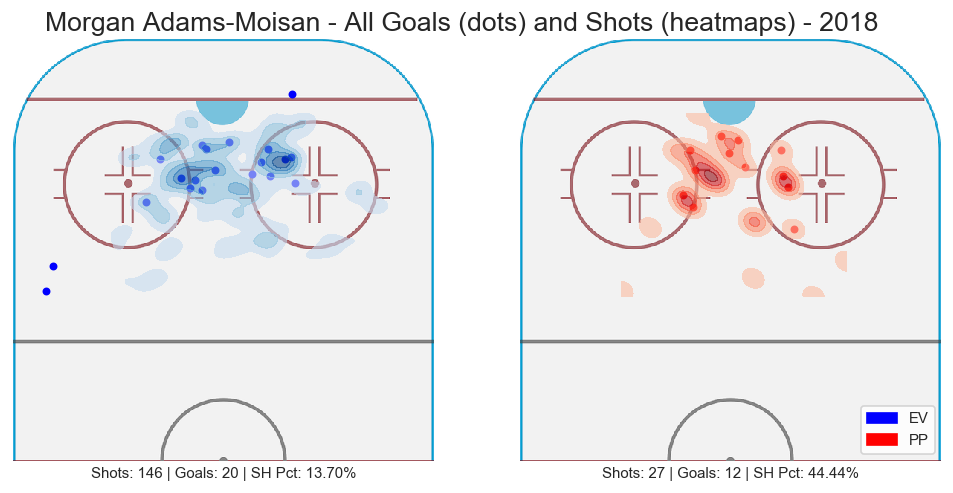 Morgan Adams-Moisan - All Goals (dots) and Shots (heatmaps) - 2018
EV
PP
Shots: 146 | Goals: 20 | SH Pct: 13.70%
Shots: 27 | Goals: 12 | SH Pct: 44.44%